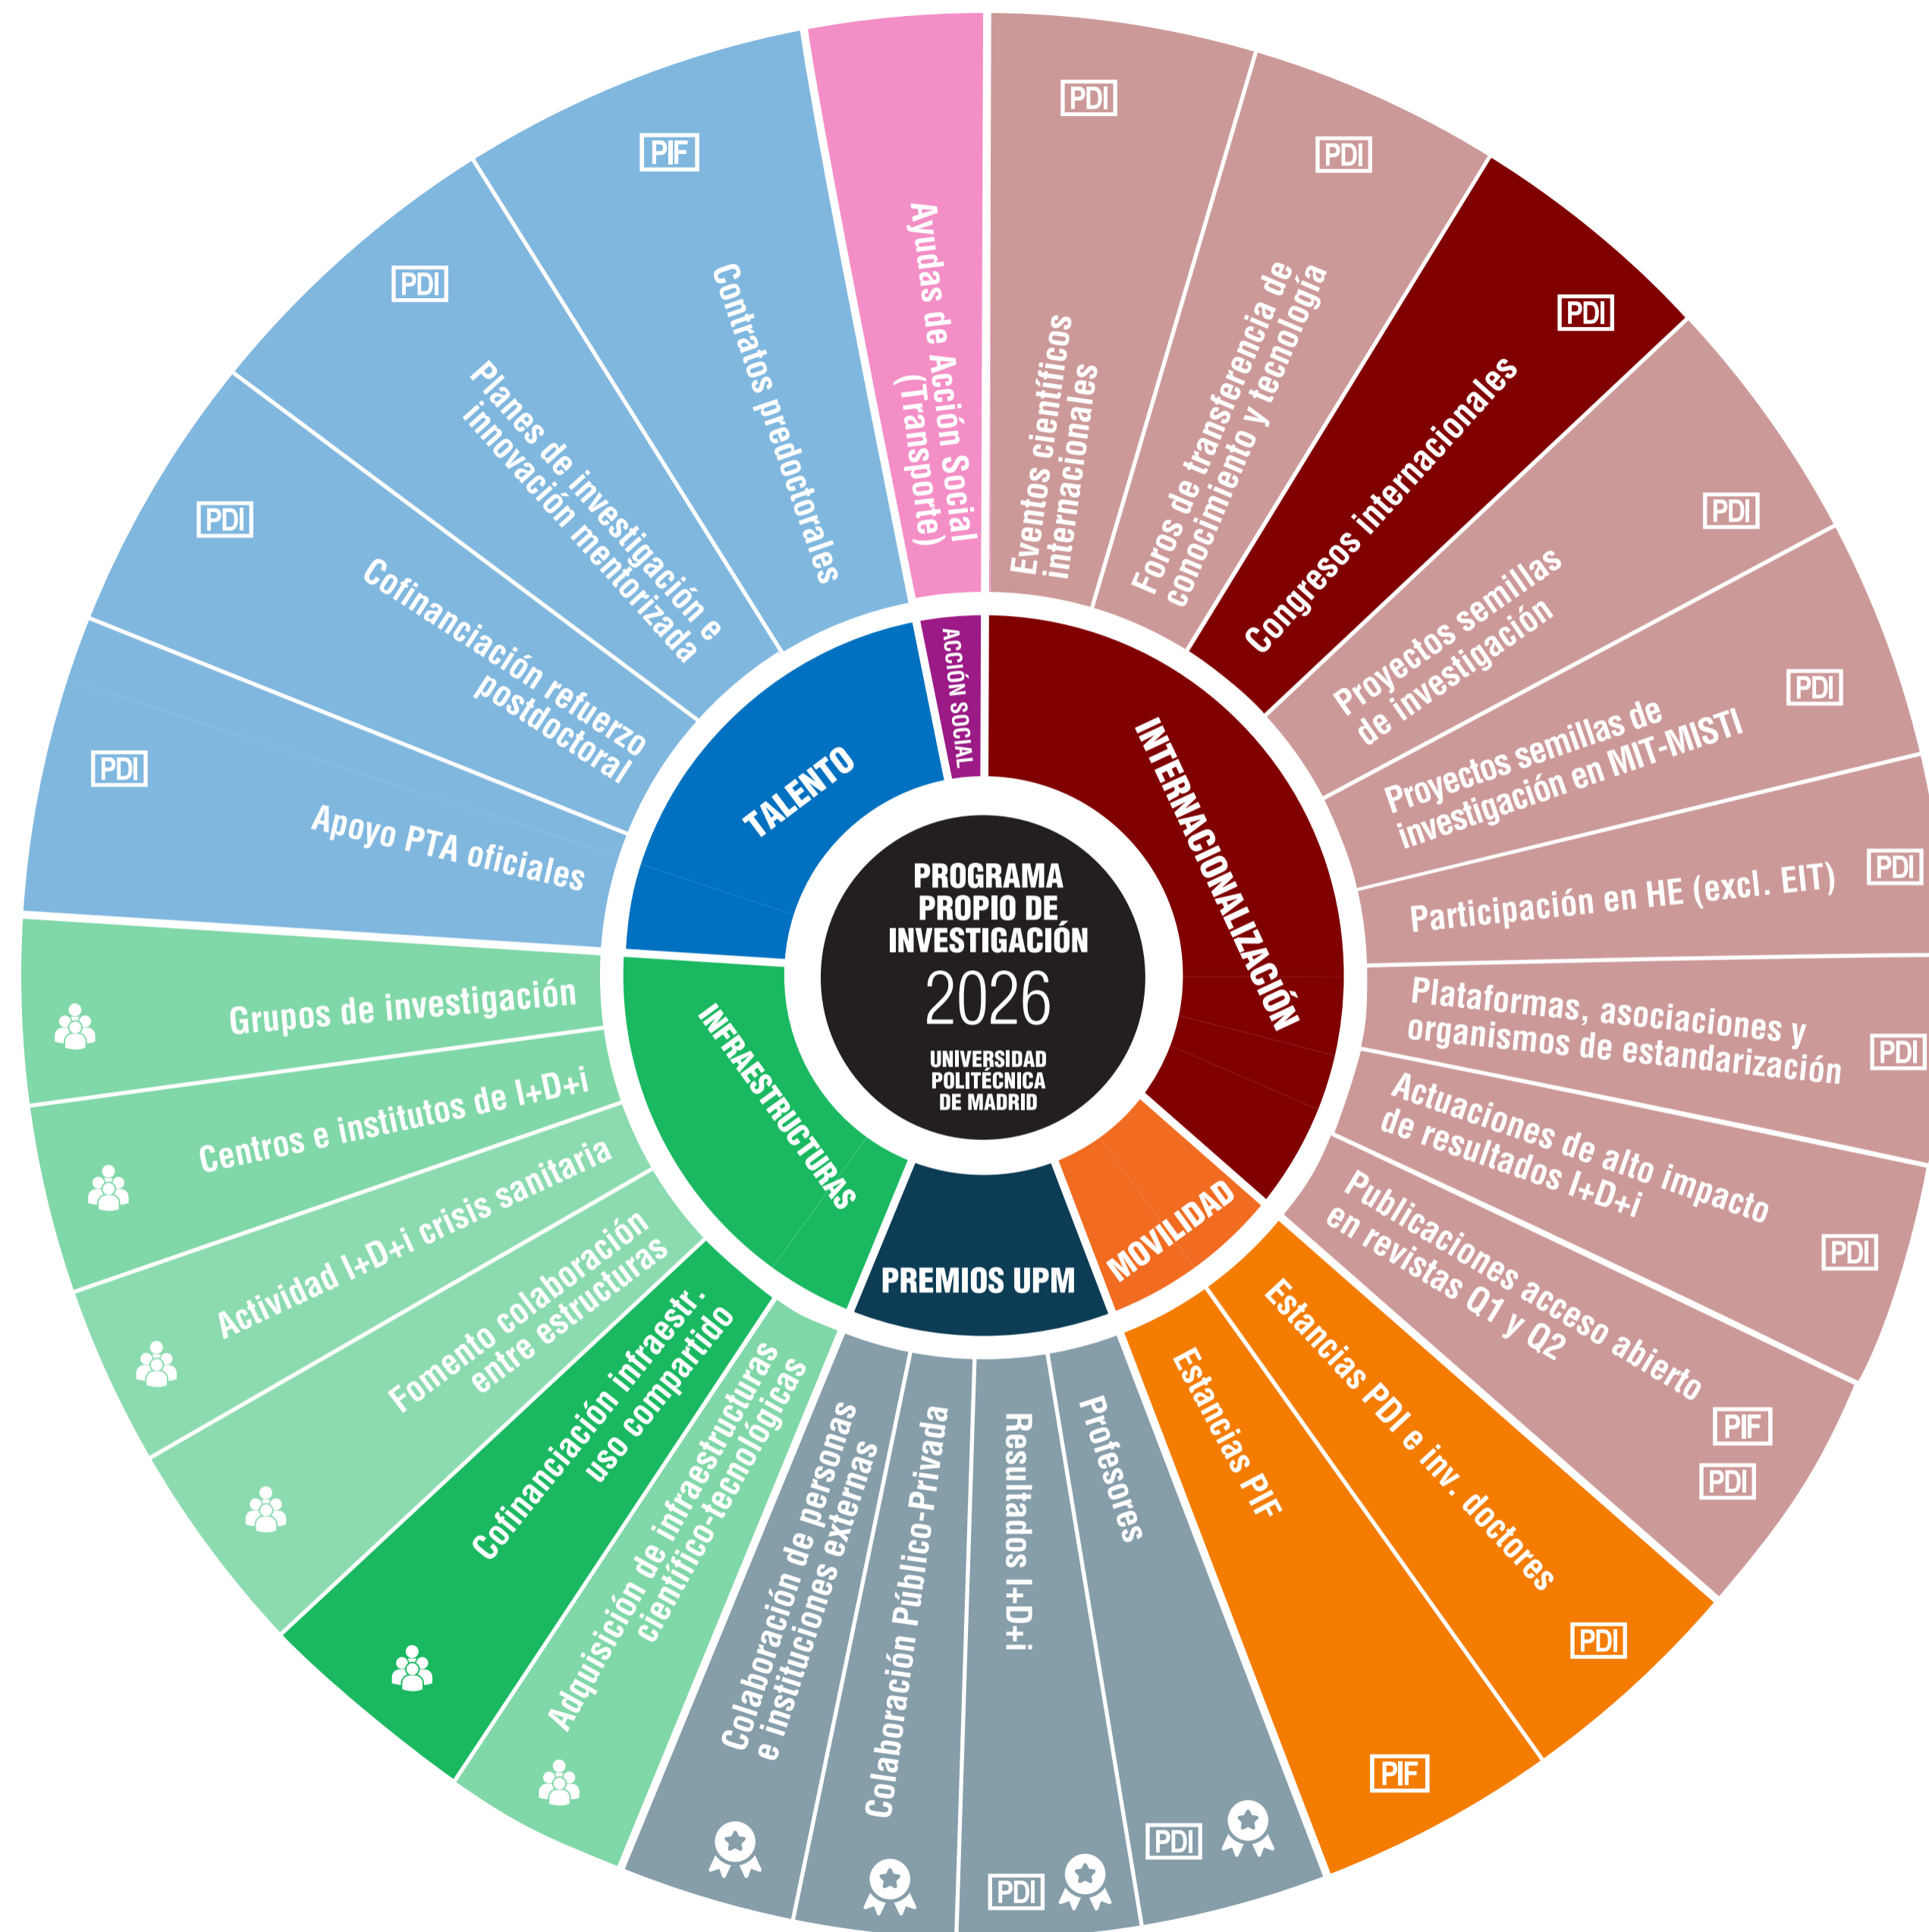 PROGRAMA
PROPIO DE
INVESTIGACIÓN
2026
UNIVERSIDAD
POLITÉCNICA
DE MADRID
INTERNACIONALIZACIÓN
PDI
Eventos científicos
internacionales
PDI
Foros de transferencia de
conocimiento y tecnología
PDI
Congresos internacionales
PDI
Proyectos semillas
de investigación
PDI
Proyectos semillas de
investigación en MIT-MISTI
PDI
Participación en HE (excl. EIT)
Plataformas, asociaciones y
organismos de estandarización
PDI
Actuaciones de alto impacto
de resultados I+D+i
PDI
Publicaciones acceso abierto
en revistas Q1 y Q2
PIF
PDI
MOVILIDAD
Estancias PDI e inv. doctores
PDI
Estancias PIF
PIF
PREMIOS UPM
Profesores
PDI
Resultados I+D+i
PDI
Colaboración Público-Privada
Colaboración de personas
e instituciones externas
INFRAESTRUCTURAS
Adquisición de infraestructuras
científico-tecnológicas
Cofinanciación infraestr.
uso compartido
Fomento colaboración
entre estructuras
Actividad I+D+i crisis sanitaria
Centros e institutos de I+D+i
Grupos de investigación
TALENTO
Apoyo PTA oficiales
PDI
Cofinanciación refuerzo
postdoctoral
PDI
Planes de investigación e
innovación mentorizada
PDI
Contratos predoctorales
PIF
ACCIÓN SOCIAL
Ayudas de Acción Social
(Transporte)